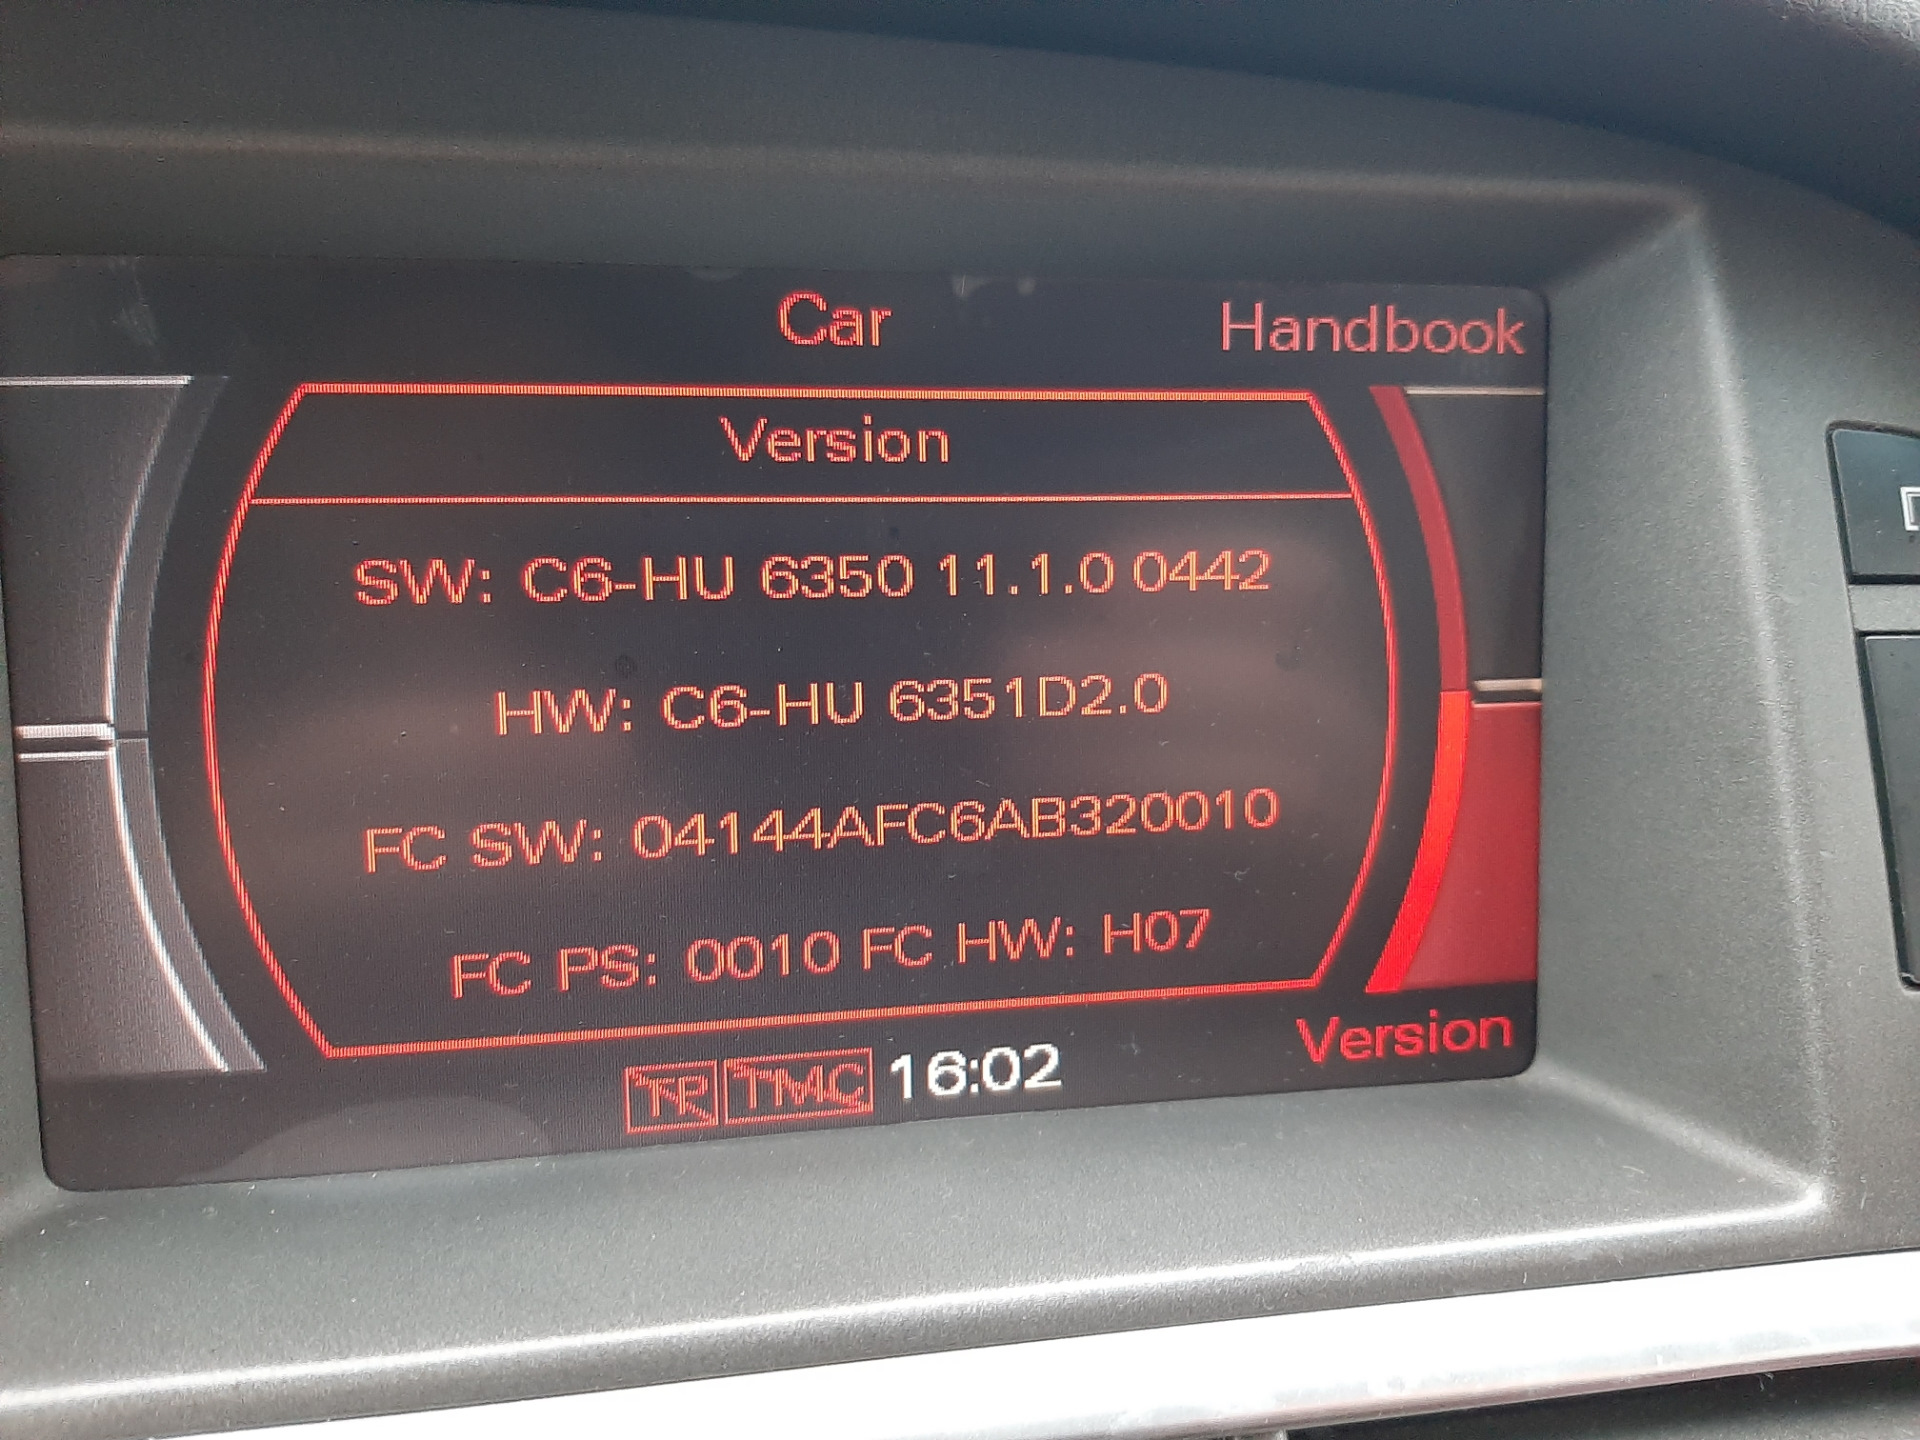 Car
Handbook
Version
SW: C6-HU 6350 11.1.0 0442
HW: C6-HU 6351D2.0
FC SW: 04144AFC6AB320010
FC PS: 0010 FC HW: H07
Version
TP TMC 16:02